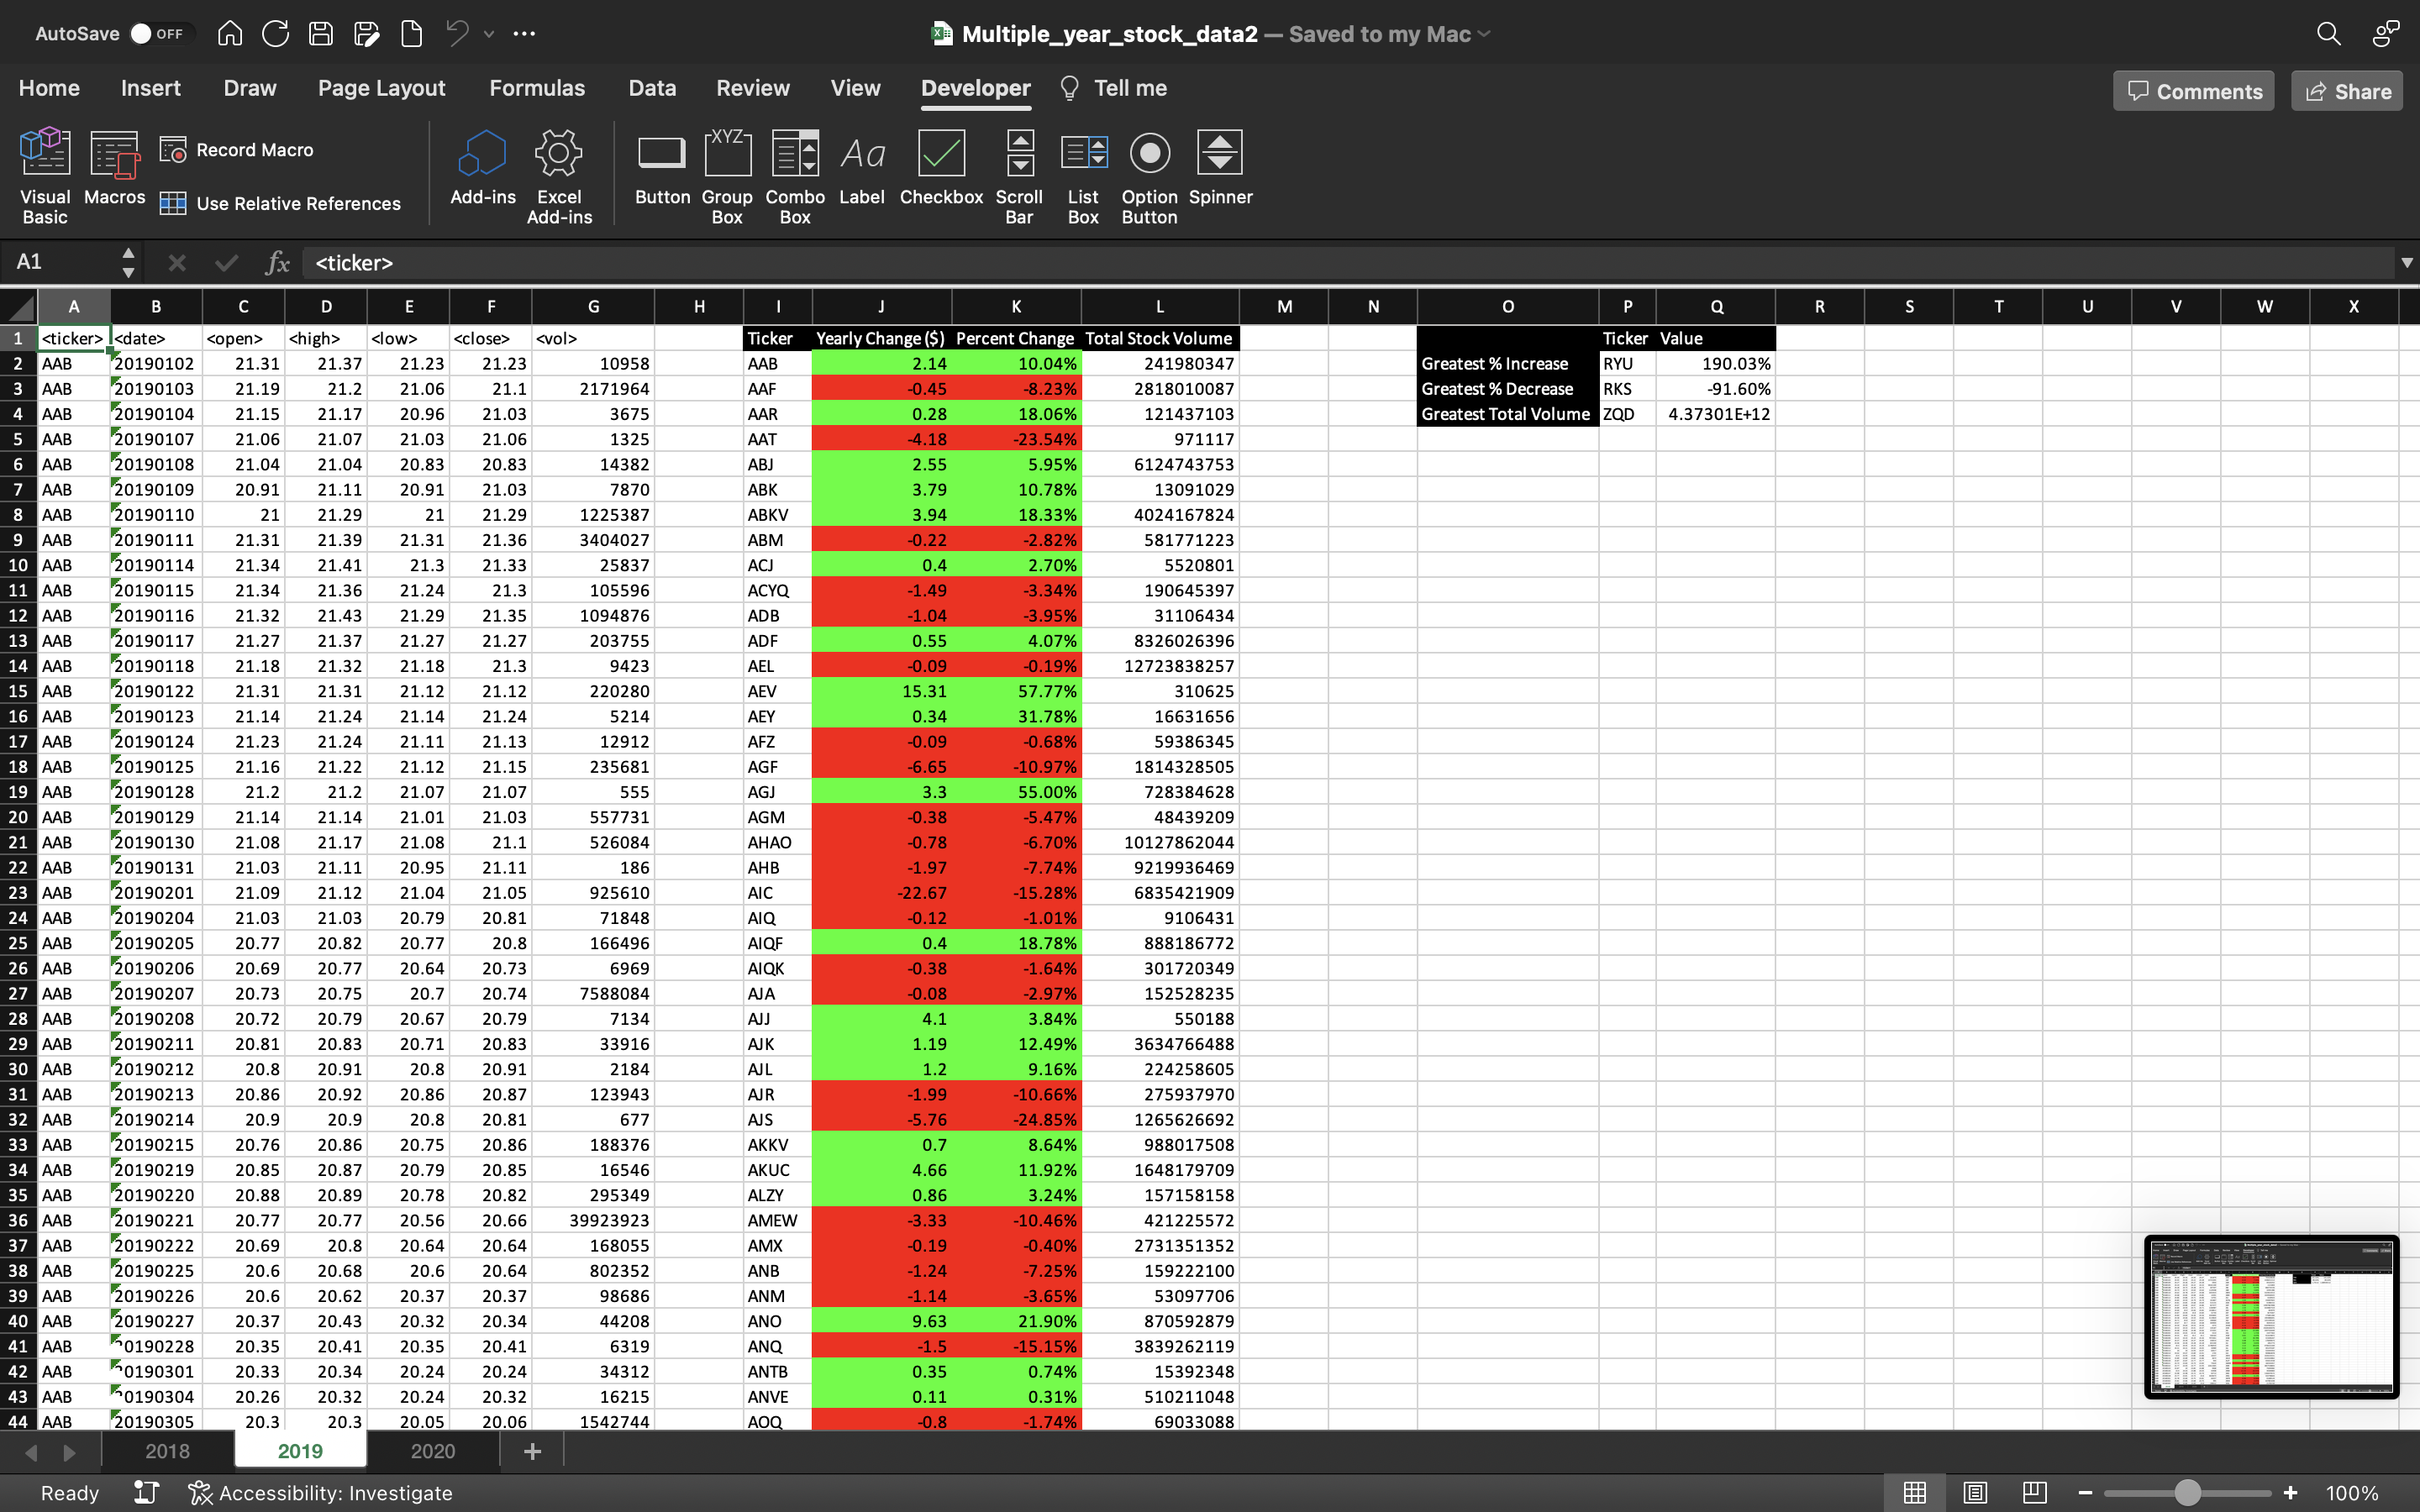 AutoSave OFF Multiple_year_stock_data2 — Saved to my Mac
Home Insert Draw Page Layout Formulas Data Review View Developer Tell me Comments Share
Visual Basic Macros Record Macro Use Relative References Add-ins Excel Add-ins Button XYZ Group Box Combo Box Aa Label Checkbox Scroll Bar List Box Option Button Spinner
A1 fx <ticker>
A B C D E F G H I J K L M N O P Q R S T U V W X
1 <ticker> <date> <open> <high> <low> <close> <vol> Ticker Yearly Change ($) Percent Change Total Stock Volume Ticker Value
2 AAB 20190102 21.31 21.37 21.23 21.23 10958 AAB 2.14 10.04% 241980347 Greatest % Increase RYU 190.03%
3 AAB 20190103 21.19 21.2 21.06 21.1 2171964 AAF -0.45 -8.23% 2818010087 Greatest % Decrease RKS -91.60%
4 AAB 20190104 21.15 21.17 20.96 21.03 3675 AAR 0.28 18.06% 121437103 Greatest Total Volume ZQD 4.37301E+12
5 AAB 20190107 21.06 21.07 21.03 21.06 1325 AAT -4.18 -23.54% 971117
6 AAB 20190108 21.04 21.04 20.83 20.83 14382 ABJ 2.55 5.95% 6124743753
7 AAB 20190109 20.91 21.11 20.91 21.03 7870 ABK 3.79 10.78% 13091029
8 AAB 20190110 21 21.29 21 21.29 1225387 ABKV 3.94 18.33% 4024167824
9 AAB 20190111 21.31 21.39 21.31 21.36 3404027 ABM -0.22 -2.82% 581771223
10 AAB 20190114 21.34 21.41 21.3 21.33 25837 ACJ 0.4 2.70% 5520801
11 AAB 20190115 21.34 21.36 21.24 21.3 105596 ACYQ -1.49 -3.34% 190645397
12 AAB 20190116 21.32 21.43 21.29 21.35 1094876 ADB -1.04 -3.95% 31106434
13 AAB 20190117 21.27 21.37 21.27 21.27 203755 ADF 0.55 4.07% 8326026396
14 AAB 20190118 21.18 21.32 21.18 21.3 9423 AEL -0.09 -0.19% 12723838257
15 AAB 20190122 21.31 21.31 21.12 21.12 220280 AEV 15.31 57.77% 310625
16 AAB 20190123 21.14 21.24 21.14 21.24 5214 AEY 0.34 31.78% 16631656
17 AAB 20190124 21.23 21.24 21.11 21.13 12912 AFZ -0.09 -0.68% 59386345
18 AAB 20190125 21.16 21.22 21.12 21.15 235681 AGF -6.65 -10.97% 1814328505
19 AAB 20190128 21.2 21.2 21.07 21.07 555 AGJ 3.3 55.00% 728384628
20 AAB 20190129 21.14 21.14 21.01 21.03 557731 AGM -0.38 -5.47% 48439209
21 AAB 20190130 21.08 21.17 21.08 21.1 526084 AHAO -0.78 -6.70% 10127862044
22 AAB 20190131 21.03 21.11 20.95 21.11 186 AHB -1.97 -7.74% 9219936469
23 AAB 20190201 21.09 21.12 21.04 21.05 925610 AIC -22.67 -15.28% 6835421909
24 AAB 20190204 21.03 21.03 20.79 20.81 71848 AIQ -0.12 -1.01% 9106431
25 AAB 20190205 20.77 20.82 20.77 20.8 166496 AIQF 0.4 18.78% 888186772
26 AAB 20190206 20.69 20.77 20.64 20.73 6969 AIQK -0.38 -1.64% 301720349
27 AAB 20190207 20.73 20.75 20.7 20.74 7588084 AJA -0.08 -2.97% 152528235
28 AAB 20190208 20.72 20.79 20.67 20.79 7134 AJJ 4.1 3.84% 550188
29 AAB 20190211 20.81 20.83 20.71 20.83 33916 AJK 1.19 12.49% 3634766488
30 AAB 20190212 20.8 20.91 20.8 20.91 2184 AJL 1.2 9.16% 224258605
31 AAB 20190213 20.86 20.92 20.86 20.87 123943 AJR -1.99 -10.66% 275937970
32 AAB 20190214 20.9 20.9 20.8 20.81 677 AJS -5.76 -24.85% 1265626692
33 AAB 20190215 20.76 20.86 20.75 20.86 188376 AKKV 0.7 8.64% 988017508
34 AAB 20190219 20.85 20.87 20.79 20.85 16546 AKUC 4.66 11.92% 1648179709
35 AAB 20190220 20.88 20.89 20.78 20.82 295349 ALZY 0.86 3.24% 157158158
36 AAB 20190221 20.77 20.77 20.56 20.66 39923923 AMEW -3.33 -10.46% 421225572
37 AAB 20190222 20.69 20.8 20.64 20.64 168055 AMX -0.19 -0.40% 2731351352
38 AAB 20190225 20.6 20.68 20.6 20.64 802352 ANB -1.24 -7.25% 159222100
39 AAB 20190226 20.6 20.62 20.37 20.37 98686 ANM -1.14 -3.65% 53097706
40 AAB 20190227 20.37 20.43 20.32 20.34 44208 ANO 9.63 21.90% 870592879
41 AAB 20190228 20.35 20.41 20.35 20.41 6319 ANQ -1.5 -15.15% 3839262119
42 AAB 20190301 20.33 20.34 20.24 20.24 34312 ANTB 0.35 0.74% 15392348
43 AAB 20190304 20.26 20.32 20.24 20.32 16215 ANVE 0.11 0.31% 510211048
44 AAB 20190305 20.3 20.3 20.05 20.06 1542744 AOQ -0.8 -1.74% 69033088
2018 2019 2020 +
Ready Accessibility: Investigate 100%